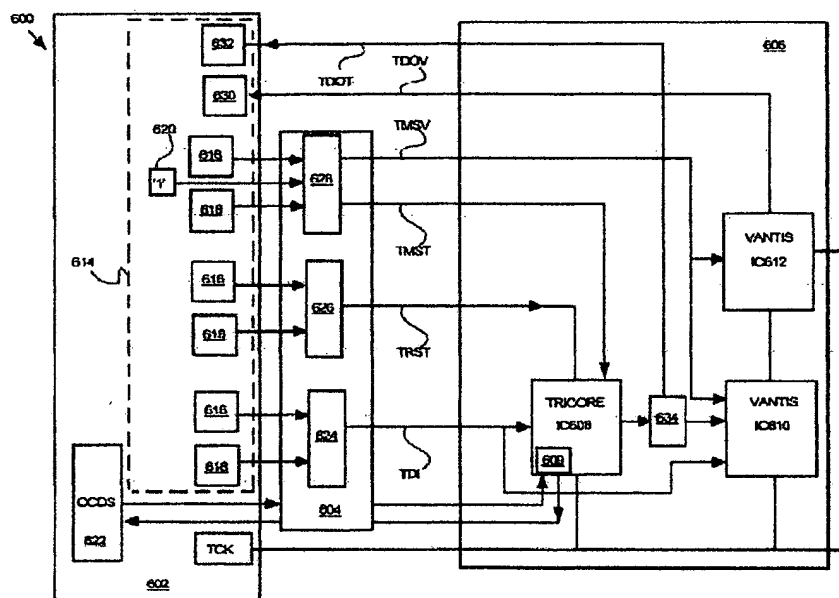 600
632
606
TDOV
TDOT
630
620
616
TMSV
"1"
628
618
TMST
VANTIS
IC612
614
616
626
618
TRST
TRICORE
IC608
634
VANTIS
IC610
616
624
618
609
TDI
OCDS
622
604
TCK
602